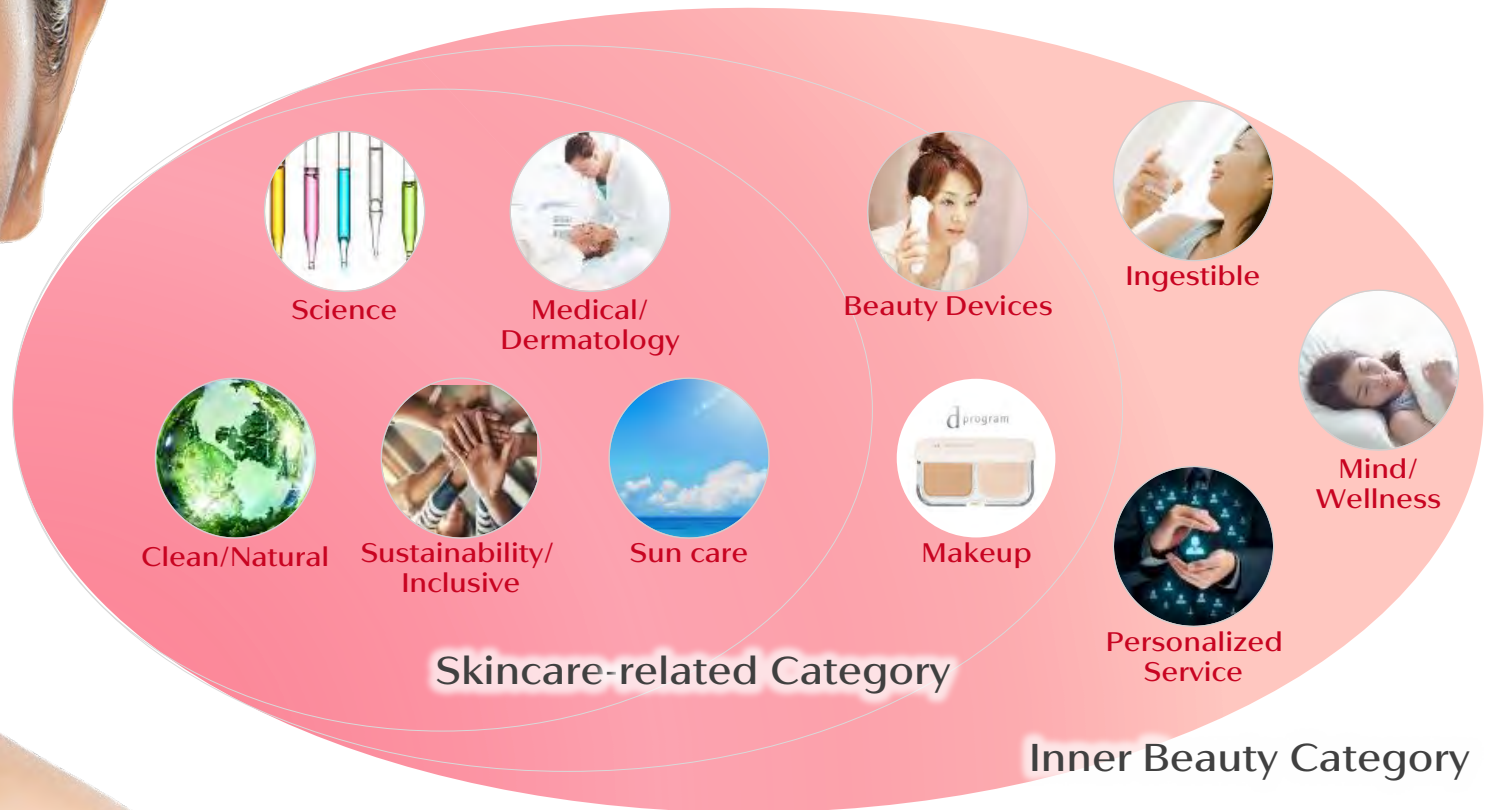 Science
Medical/
Dermatology
Beauty Devices
Ingestible
Mind/
Wellness
d program
Clean/Natural
Sustainability/
Inclusive
Sun care
Makeup
Personalized
Service
Skincare-related Category
Inner Beauty Category